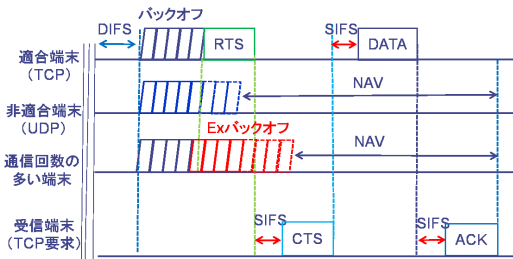 バックオフ
DIFS
RTS
SIFS
DATA
適合端末
(TCP)
NAV
非適合端末
(UDP)
Exバックオフ
NAV
通信回数の
多い端末
SIFS
CTS
SIFS
ACK
受信端末
(TCP要求)